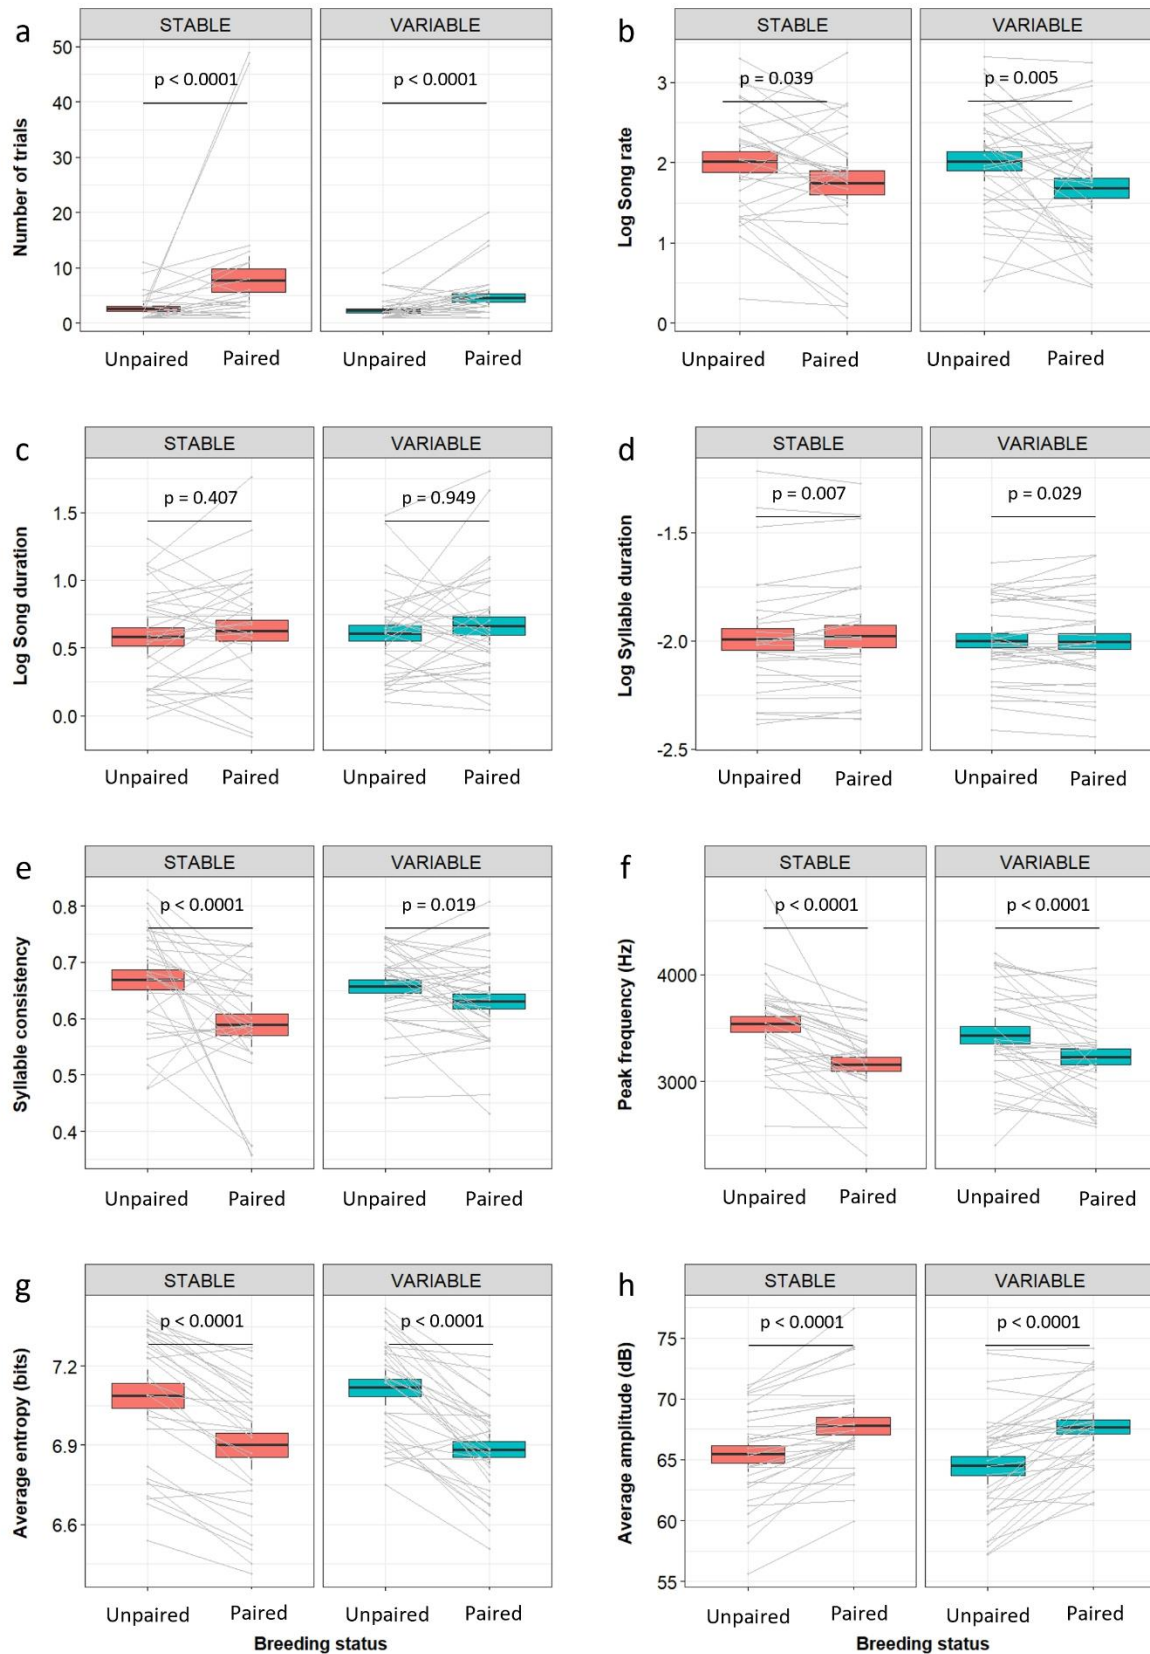 a
STABLE
VARIABLE
50
40
30
20
10
0
Number of trials
p < 0.0001
p < 0.0001
Unpaired Paired Unpaired Paired
b
STABLE
VARIABLE
3
2
1
0
Log Song rate
p = 0.039
p = 0.005
Unpaired Paired Unpaired Paired
c
STABLE
VARIABLE
1.5
1.0
0.5
0.0
Log Song duration
p = 0.407
p = 0.949
Unpaired Paired Unpaired Paired
d
STABLE
VARIABLE
-1.5
-2.0
-2.5
Log Syllable duration
p = 0.007
p = 0.029
Unpaired Paired Unpaired Paired
e
STABLE
VARIABLE
0.8
0.7
0.6
0.5
0.4
Syllable consistency
p < 0.0001
p = 0.019
Unpaired Paired Unpaired Paired
f
STABLE
VARIABLE
4000
3000
Peak frequency (Hz)
p < 0.0001
p < 0.0001
Unpaired Paired Unpaired Paired
g
STABLE
VARIABLE
7.2
6.9
6.6
Average entropy (bits)
p < 0.0001
p < 0.0001
Unpaired Paired Unpaired Paired
Breeding status
h
STABLE
VARIABLE
75
70
65
60
55
Average amplitude (dB)
p < 0.0001
p < 0.0001
Unpaired Paired Unpaired Paired
Breeding status